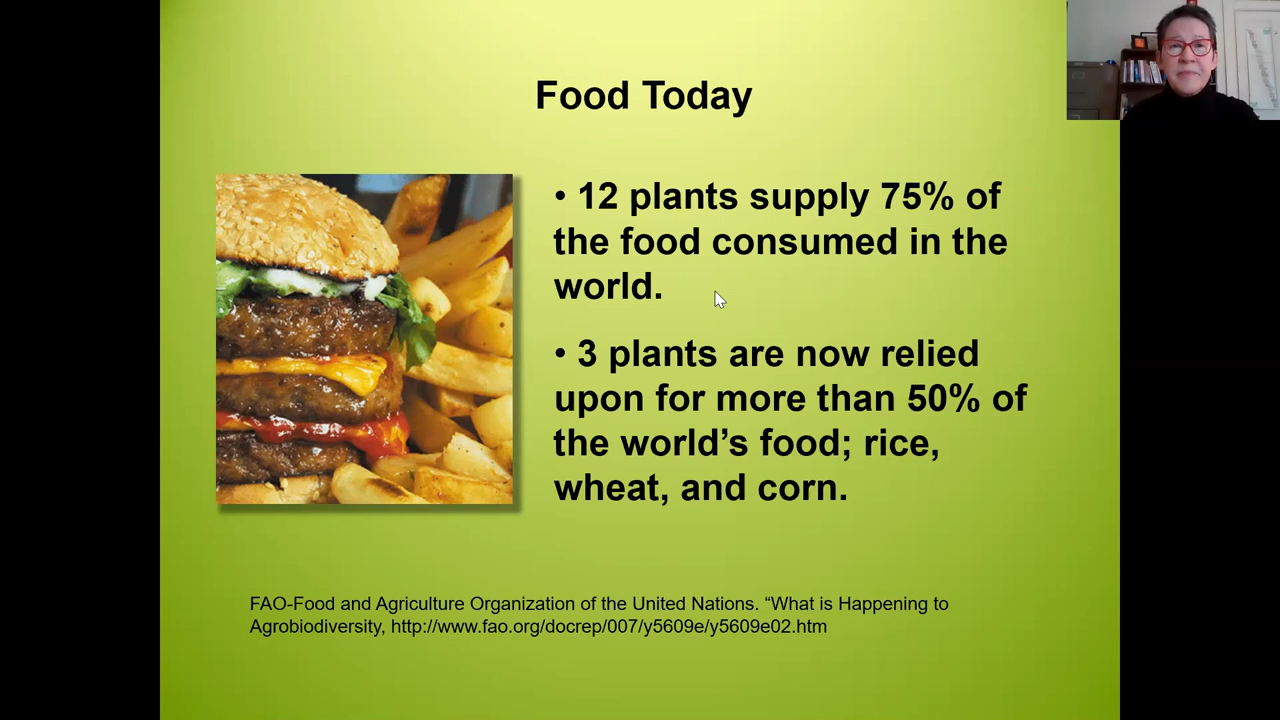 Food Today
• 12 plants supply 75% of
the food consumed in the
world.
• 3 plants are now relied
upon for more than 50% of
the world’s food; rice,
wheat, and corn.
FAO-Food and Agriculture Organization of the United Nations. “What is Happening to
Agrobiodiversity, http://www.fao.org/docrep/007/y5609e/y5609e02.htm